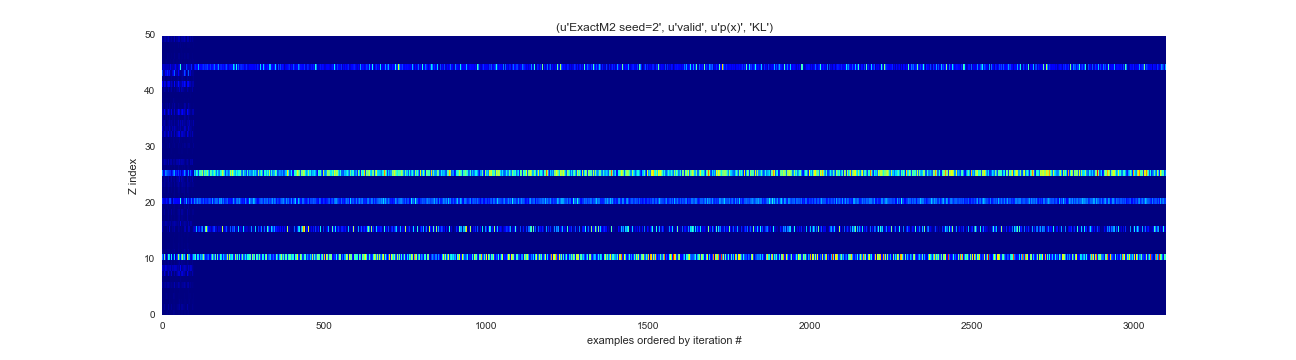 (u'ExactM2 seed=2', u'valid', u'p(x)', 'KL')
50
40
30
20
10
0
Z index
0 500 1000 1500 2000 2500 3000
examples ordered by iteration #